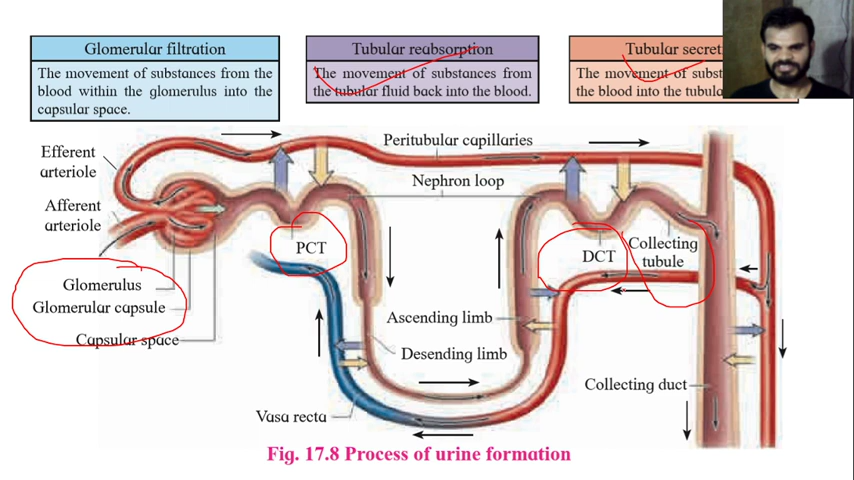 Glomerular filtration
The movement of substances from the
blood within the glomerulus into the
capsular space.
Tubular reabsorption
The movement of substances from
the tubular fluid back into the blood.
Tubular
The movement of
the blood into the
Peritubular capillaries
Efferent
arteriole
Nephron loop
Afferent
arteriole
PCT
DCT
Collecting
tubule
Glomerulus
Glomerular capsule
Capsular space
Ascending limb
Desending limb
Collecting duct
Vasa recta
Fig. 17.8 Process of urine formation